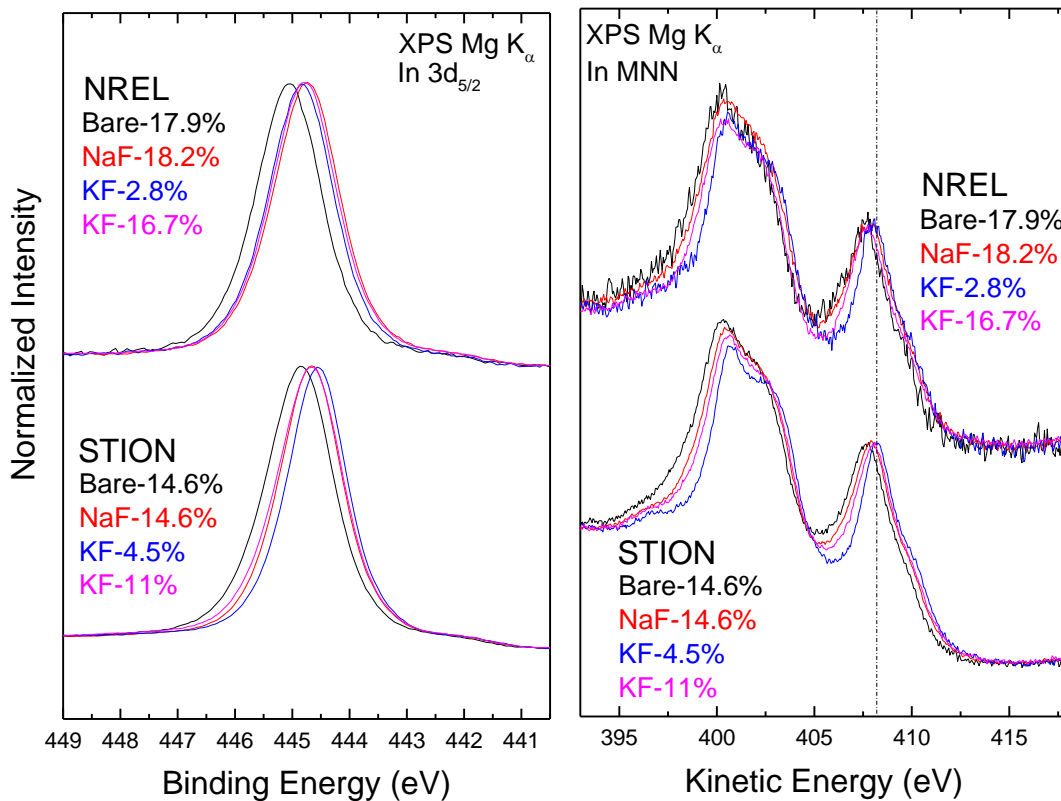 XPS Mg Kα
In 3d5/2
NREL
Bare-17.9%
NaF-18.2%
KF-2.8%
KF-16.7%
STION
Bare-14.6%
NaF-14.6%
KF-4.5%
KF-11%
Normalized Intensity
449 448 447 446 445 444 443 442 441
Binding Energy (eV)
XPS Mg Kα
In MNN
NREL
Bare-17.9%
NaF-18.2%
KF-2.8%
KF-16.7%
STION
Bare-14.6%
NaF-14.6%
KF-4.5%
KF-11%
395 400 405 410 415
Kinetic Energy (eV)